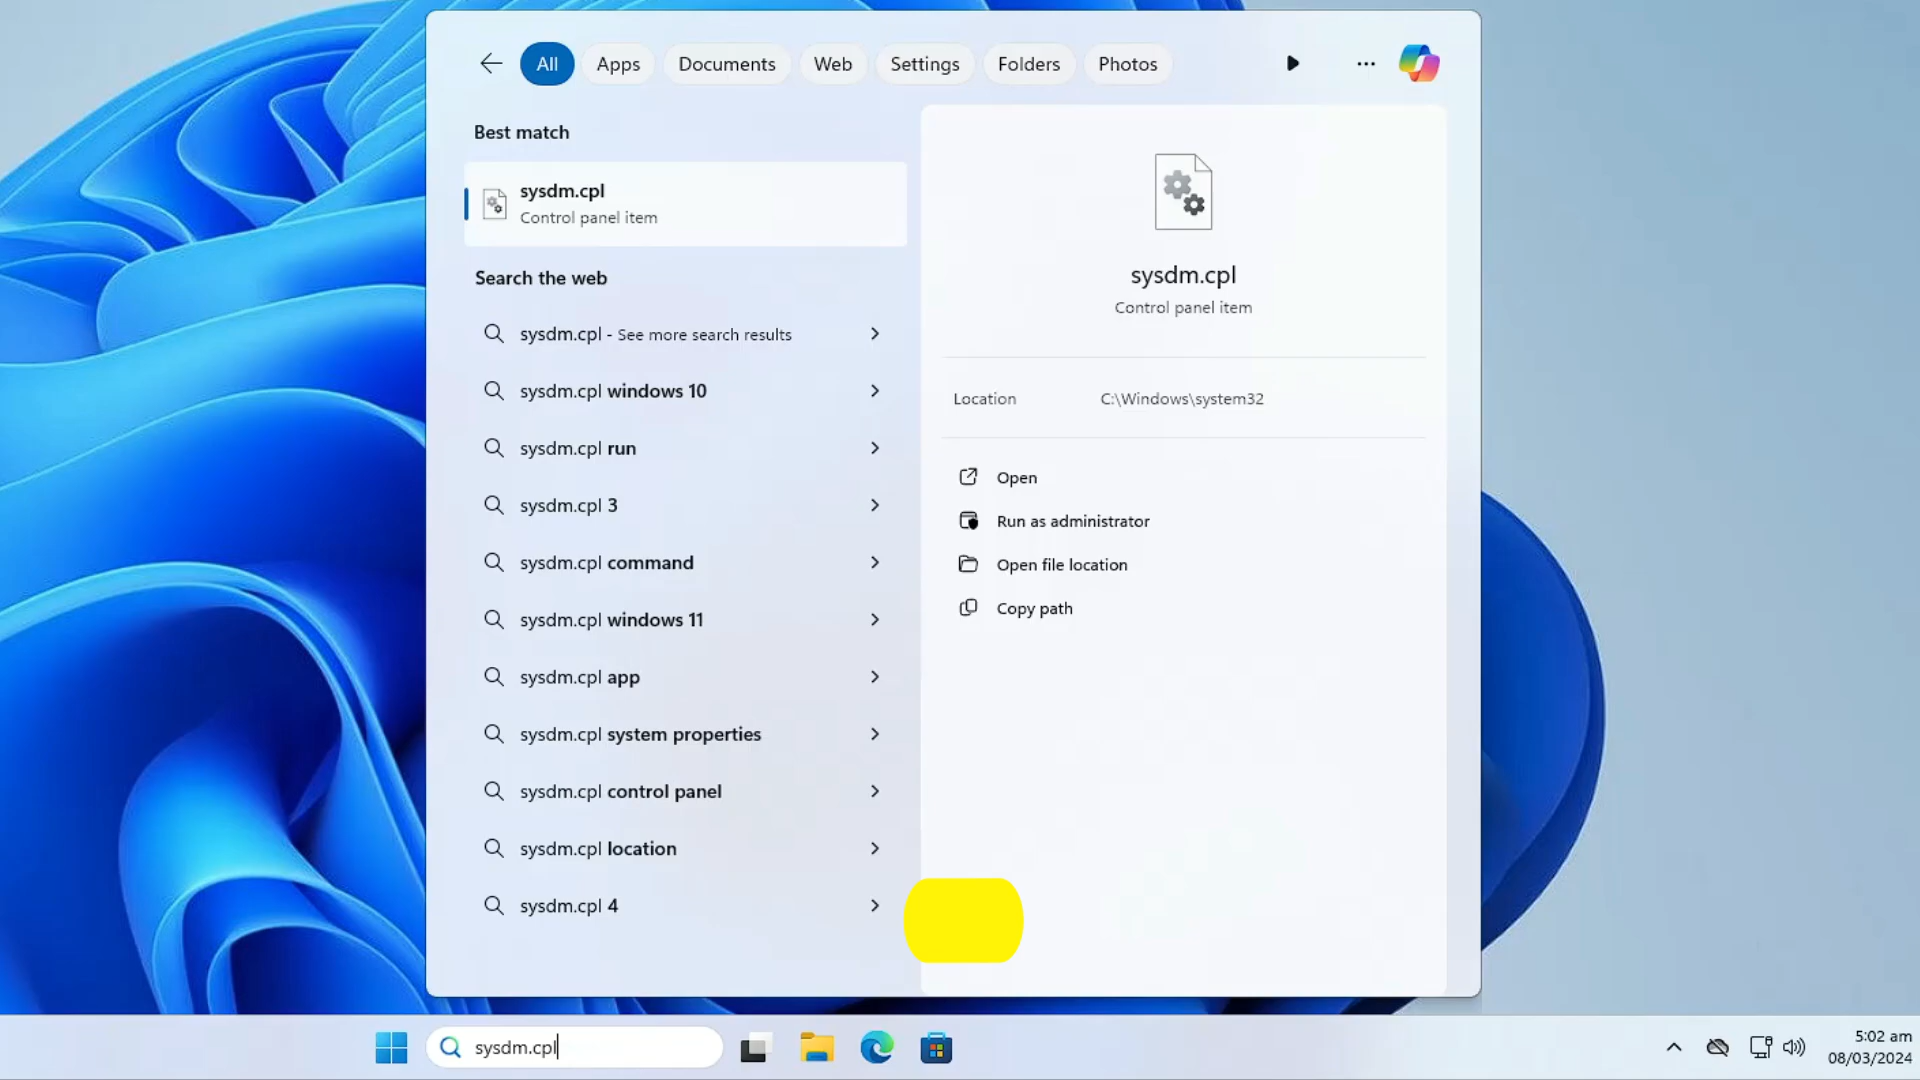 All
Apps
Documents
Web
Settings
Folders
Photos
Best match
sysdm.cpl
Control panel item
Search the web
sysdm.cpl - See more search results
sysdm.cpl windows 10
sysdm.cpl run
sysdm.cpl 3
sysdm.cpl command
sysdm.cpl windows 11
sysdm.cpl app
sysdm.cpl system properties
sysdm.cpl control panel
sysdm.cpl location
sysdm.cpl 4
sysdm.cpl
Control panel item
Location C:\Windows\system32
Open
Run as administrator
Open file location
Copy path
sysdm.cpl
5:02 am
08/03/2024